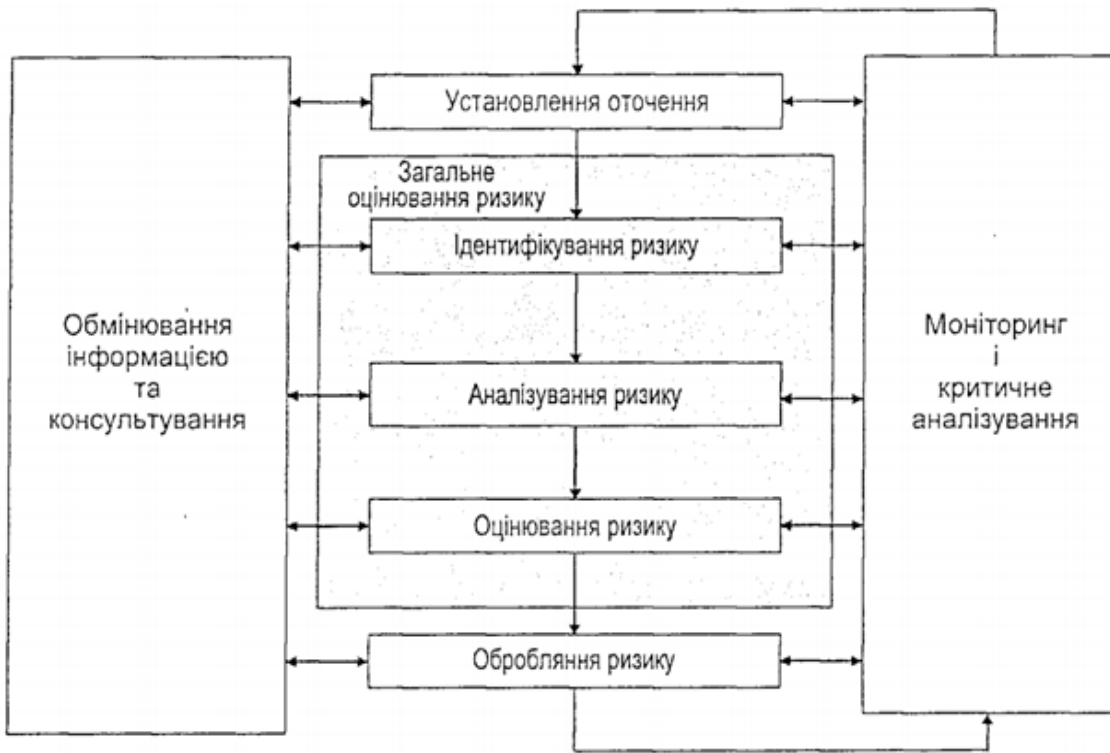 Установлення оточення
Загальне
оцінювання ризику
Ідентифікування ризику
Обмінювання
інформацією
та
консультування
Аналізування ризику
Моніторинг
і
критичне
аналізування
Оцінювання ризику
Обробляння ризику